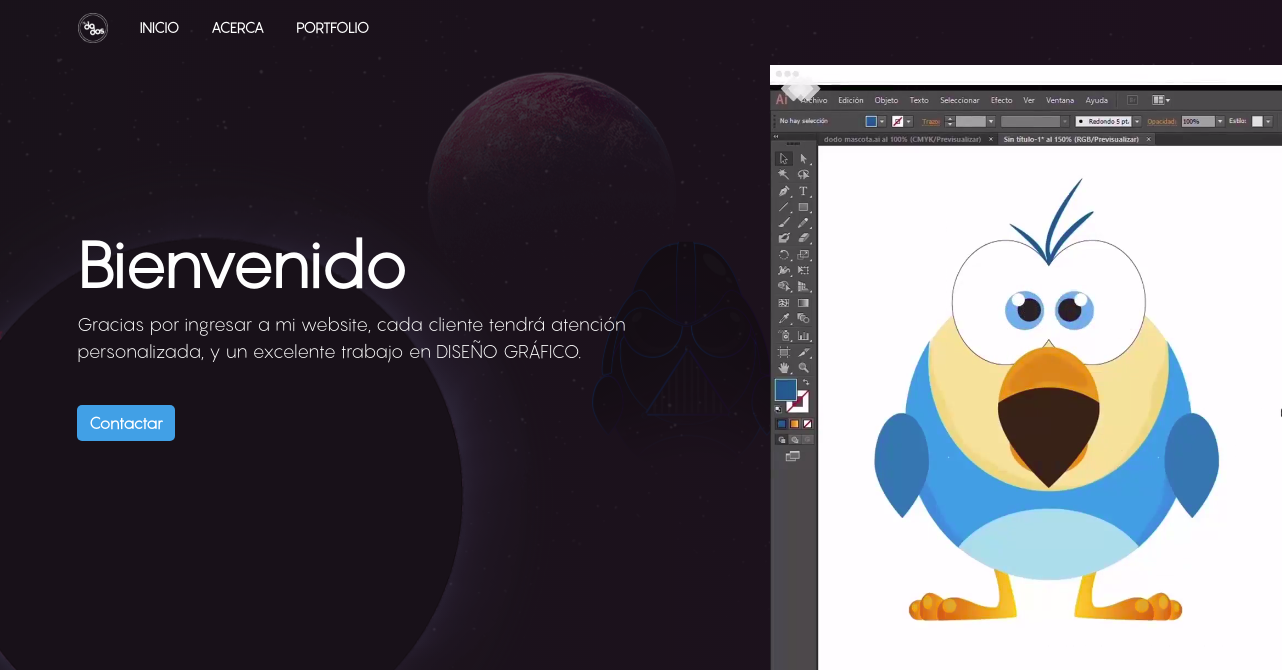 dodos
INICIO ACERCA PORTFOLIO
Bienvenido
Gracias por ingresar a mi website, cada cliente tendrá atención
personalizada, y un excelente trabajo en DISEÑO GRÁFICO.
Contactar
Ai Archivo Edición Objeto Texto Seleccionar Efecto Ver Ventana Ayuda Br
No hay selección Trazo: Redondo 5 pt. Opacidad: 100% Estilo:
dodo mascota.ai al 100% (CMYK/Previsualizar) × Sin título-1* al 150% (RGB/Previsualizar) ×